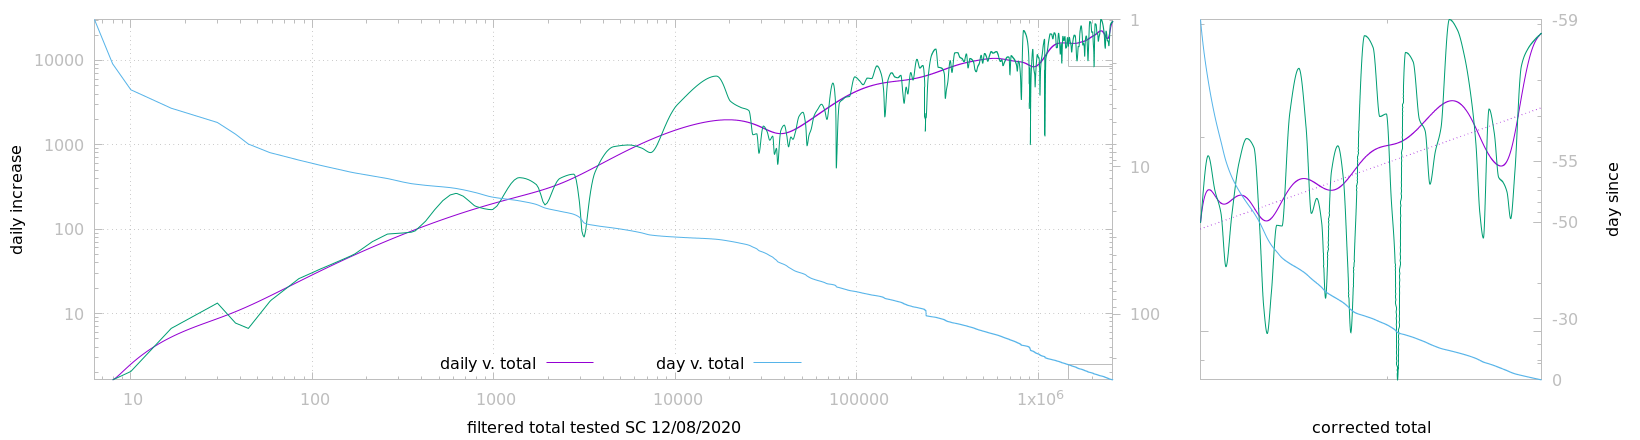 10000
1000
100
10
daily increase
10
100
1000
10000
100000
1x10^6
1
10
100
daily v. total
day v. total
filtered total tested SC 12/08/2020
-59
-55
-50
-30
0
day since
corrected total